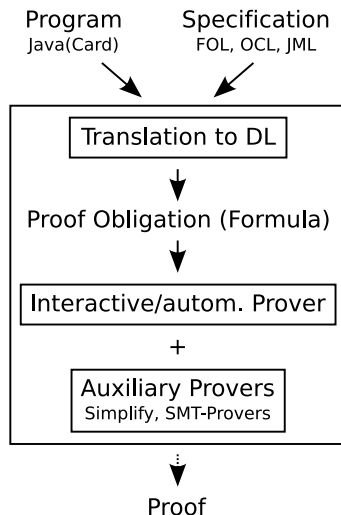 Program
Java(Card)
Specification
FOL, OCL, JML
Translation to DL
Proof Obligation (Formula)
Interactive/autom. Prover
+
Auxiliary Provers
Simplify, SMT-Provers
Proof